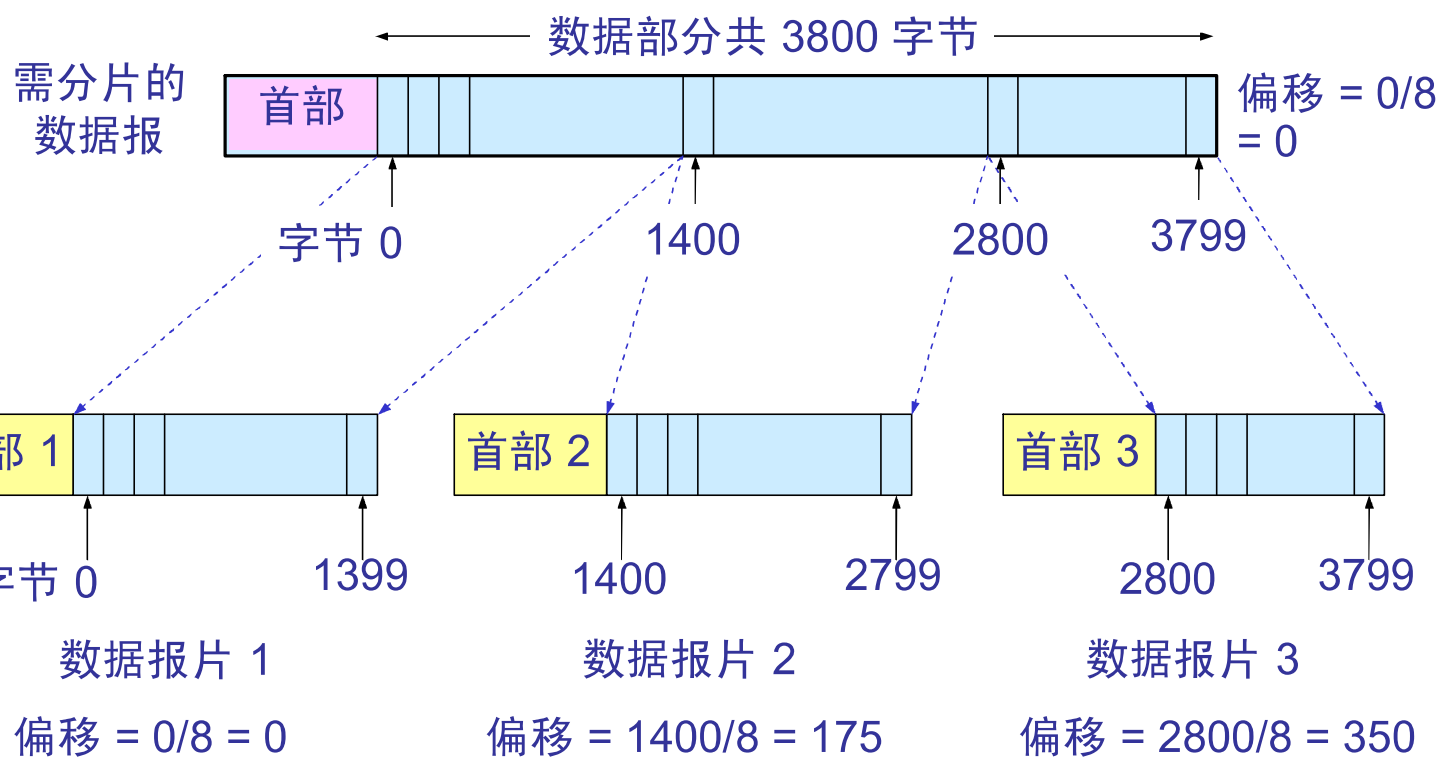 数据部分共 3800 字节
需分片的
数据报
首部
偏移 = 0/8
= 0
字节 0
1400
2800
3799
部 1
首部 2
首部 3
字节 0
1399
1400
2799
2800
3799
数据报片 1
数据报片 2
数据报片 3
偏移 = 0/8 = 0
偏移 = 1400/8 = 175
偏移 = 2800/8 = 350